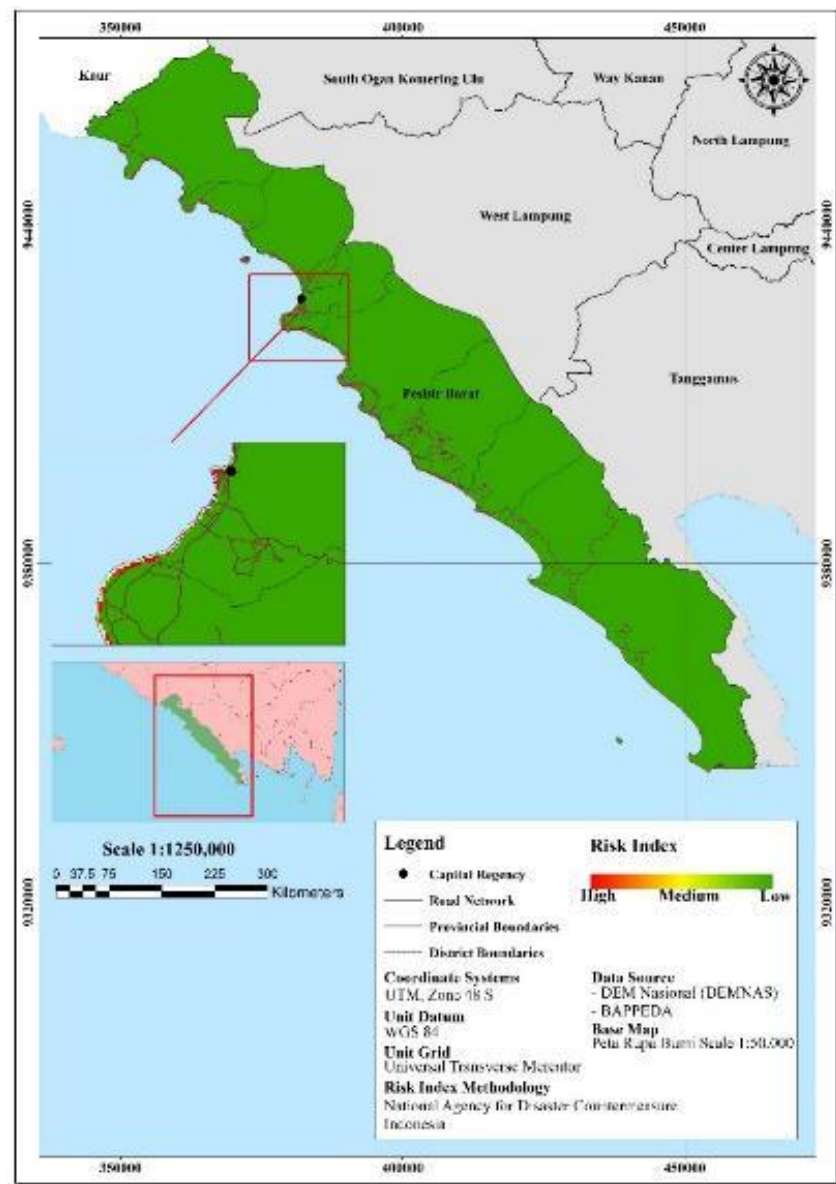 350000 400000 450000
Kaur
South Ogan Komering Ulu
Way Kanan
North Lampung
9440000 9440000
West Lampung
Center Lampung
Tanggamus
Pesisir Barat
9380000 9380000
Scale 1:1250,000
0 37.5 75 150 225 300
Kilometers
9320000 9320000
Legend
Capital Regency
Road Network
Provincial Boundaries
District Boundaries
Risk Index
High Medium Low
Coordinate Systems
UTM, Zone 48 S
Unit Datum
WGS 84
Unit Grid
Universal Transverse Mercator
Risk Index Methodology
National Agency for Disaster Countermeasure
Indonesia
Data Source
- DEM Nasional (DEMNAS)
- BAPPEDA
Base Map
Peta Rupa Bumi Scale 1:50.000
350000 400000 450000